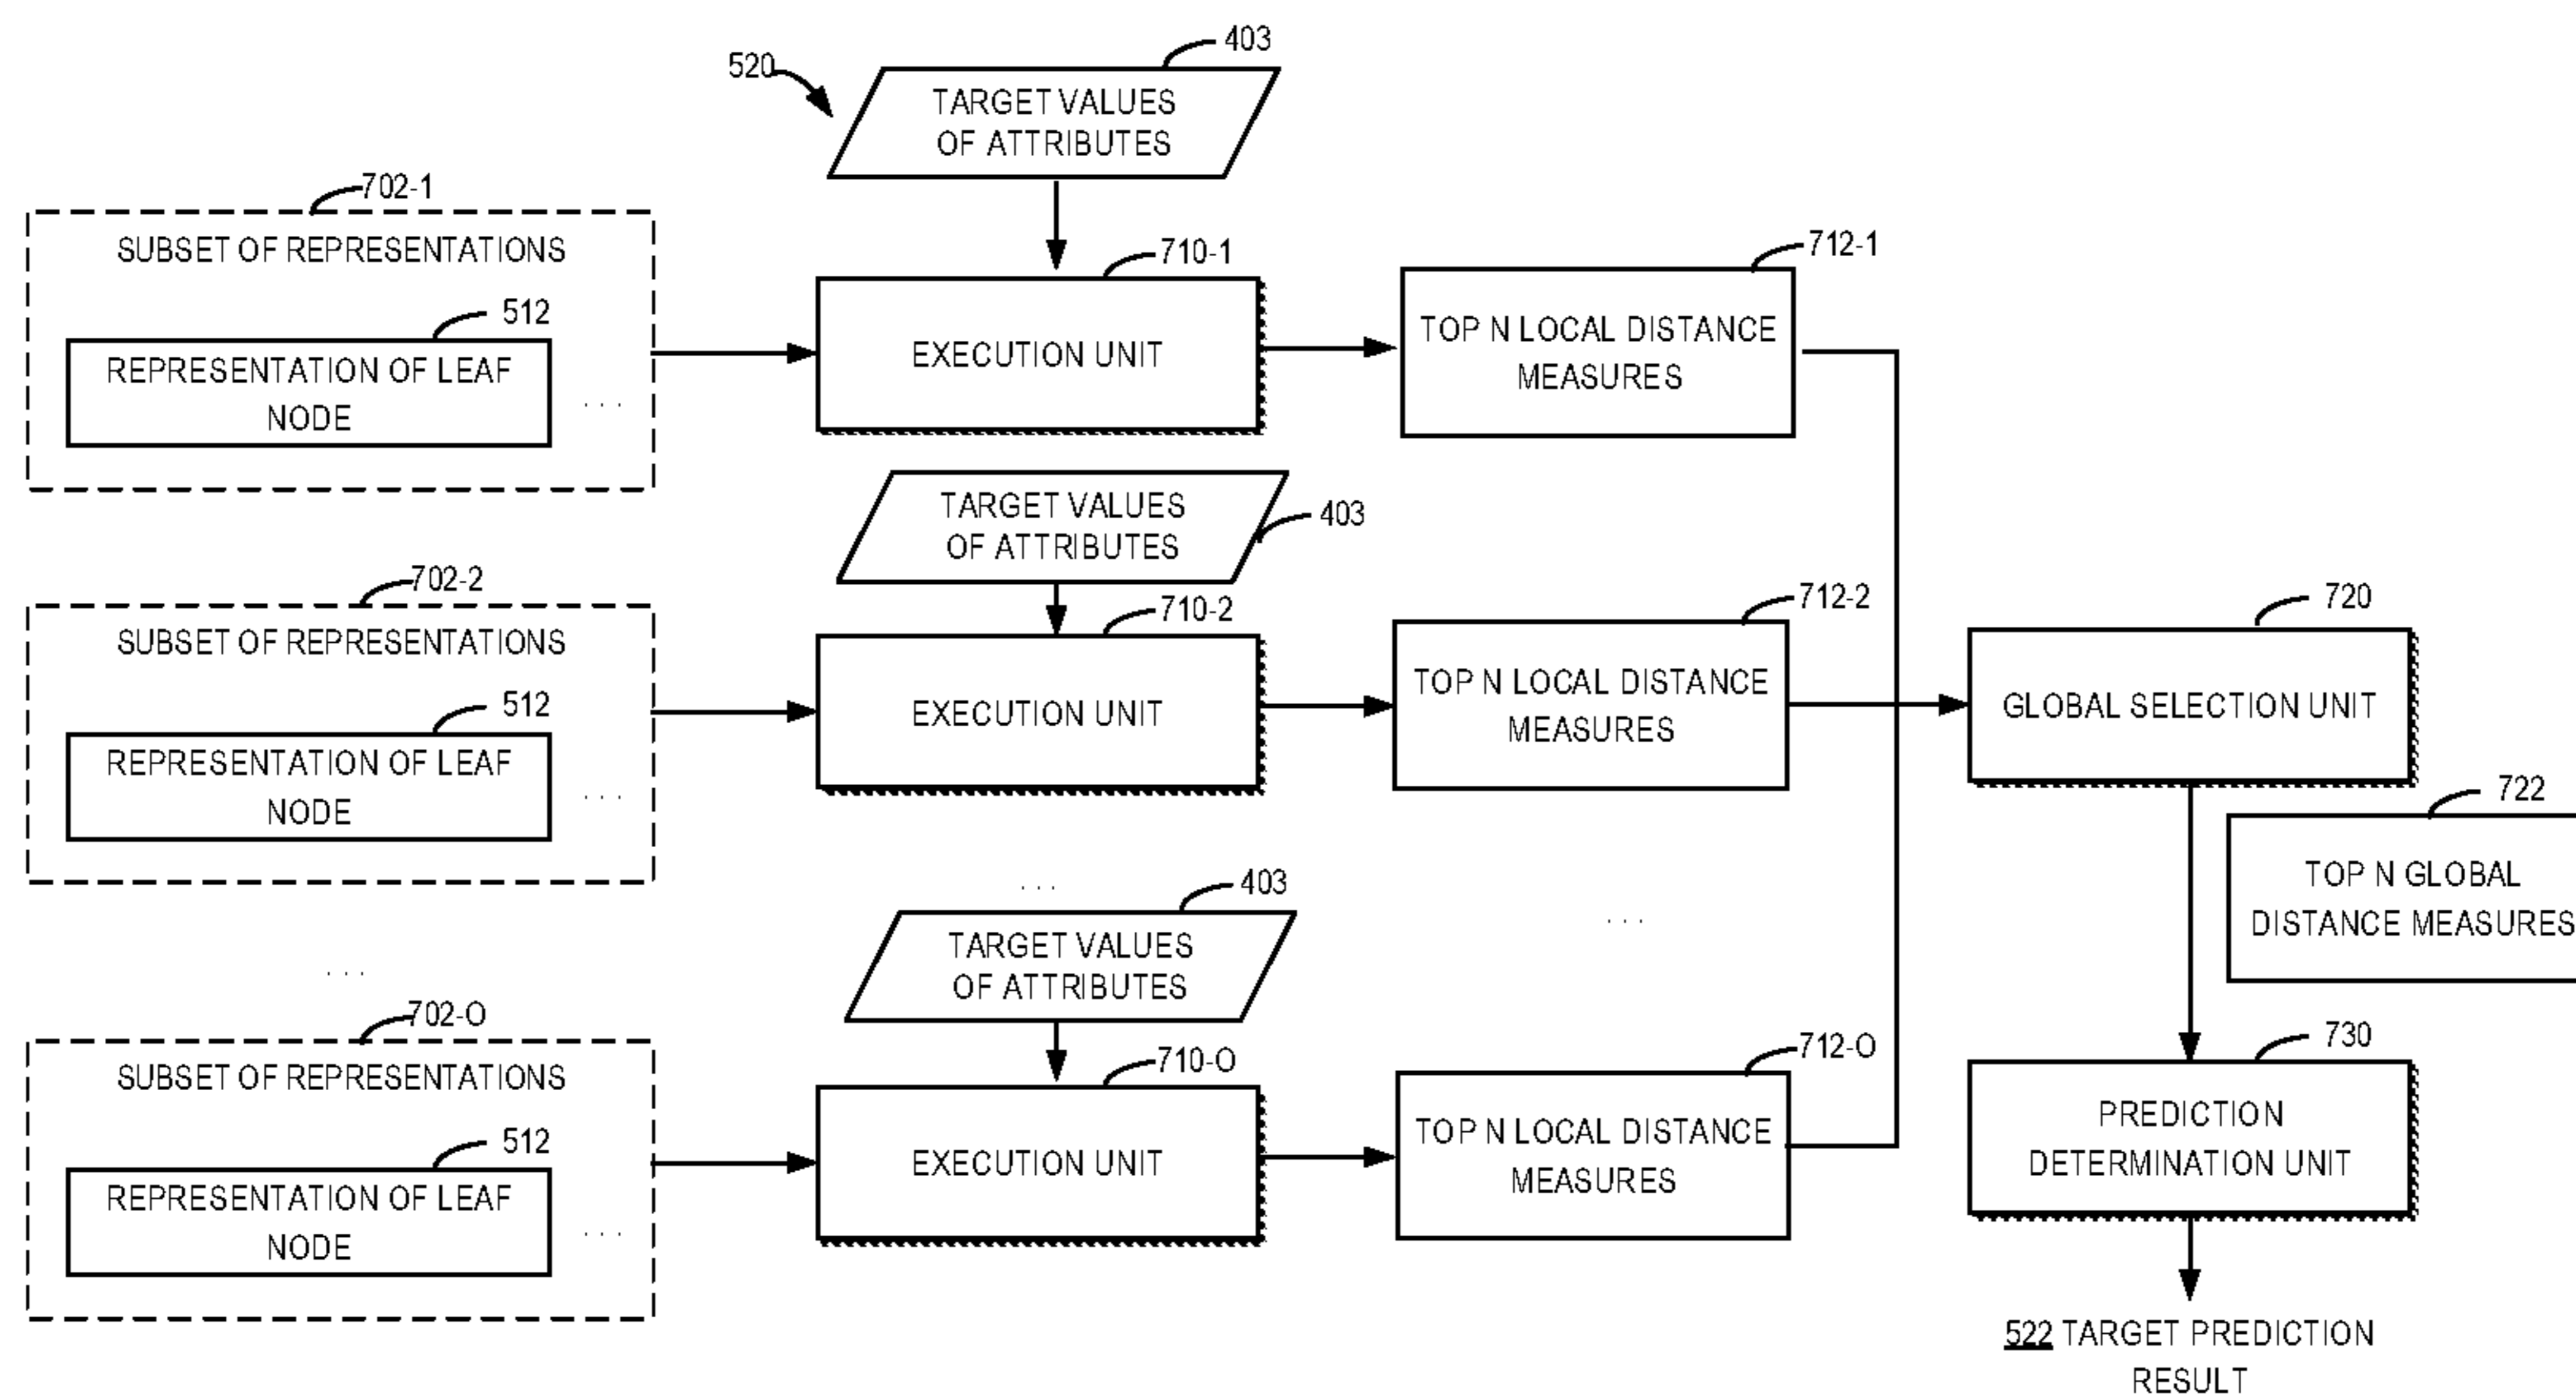 520
403
TARGET VALUES
OF ATTRIBUTES
702-1
SUBSET OF REPRESENTATIONS
512
REPRESENTATION OF LEAF
NODE
...
710-1
EXECUTION UNIT
712-1
TOP N LOCAL DISTANCE
MEASURES
TARGET VALUES
OF ATTRIBUTES
403
702-2
SUBSET OF REPRESENTATIONS
512
REPRESENTATION OF LEAF
NODE
...
710-2
EXECUTION UNIT
712-2
TOP N LOCAL DISTANCE
MEASURES
720
GLOBAL SELECTION UNIT
722
TOP N GLOBAL
DISTANCE MEASURES
...
...
...
403
TARGET VALUES
OF ATTRIBUTES
702-O
SUBSET OF REPRESENTATIONS
512
REPRESENTATION OF LEAF
NODE
...
710-O
EXECUTION UNIT
712-O
TOP N LOCAL DISTANCE
MEASURES
730
PREDICTION
DETERMINATION UNIT
522 TARGET PREDICTION
RESULT